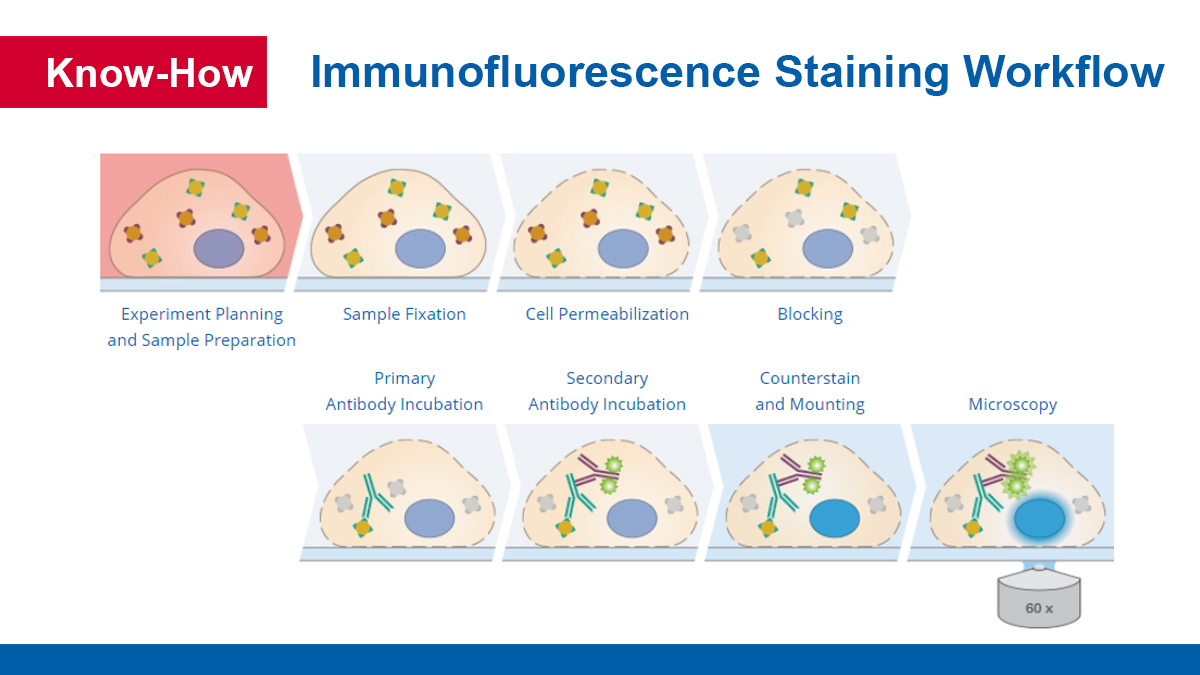 Know-How
Immunofluorescence Staining Workflow
Experiment Planning
and Sample Preparation
Sample Fixation
Cell Permeabilization
Blocking
Primary
Antibody Incubation
Secondary
Antibody Incubation
Counterstain
and Mounting
Microscopy
60 x